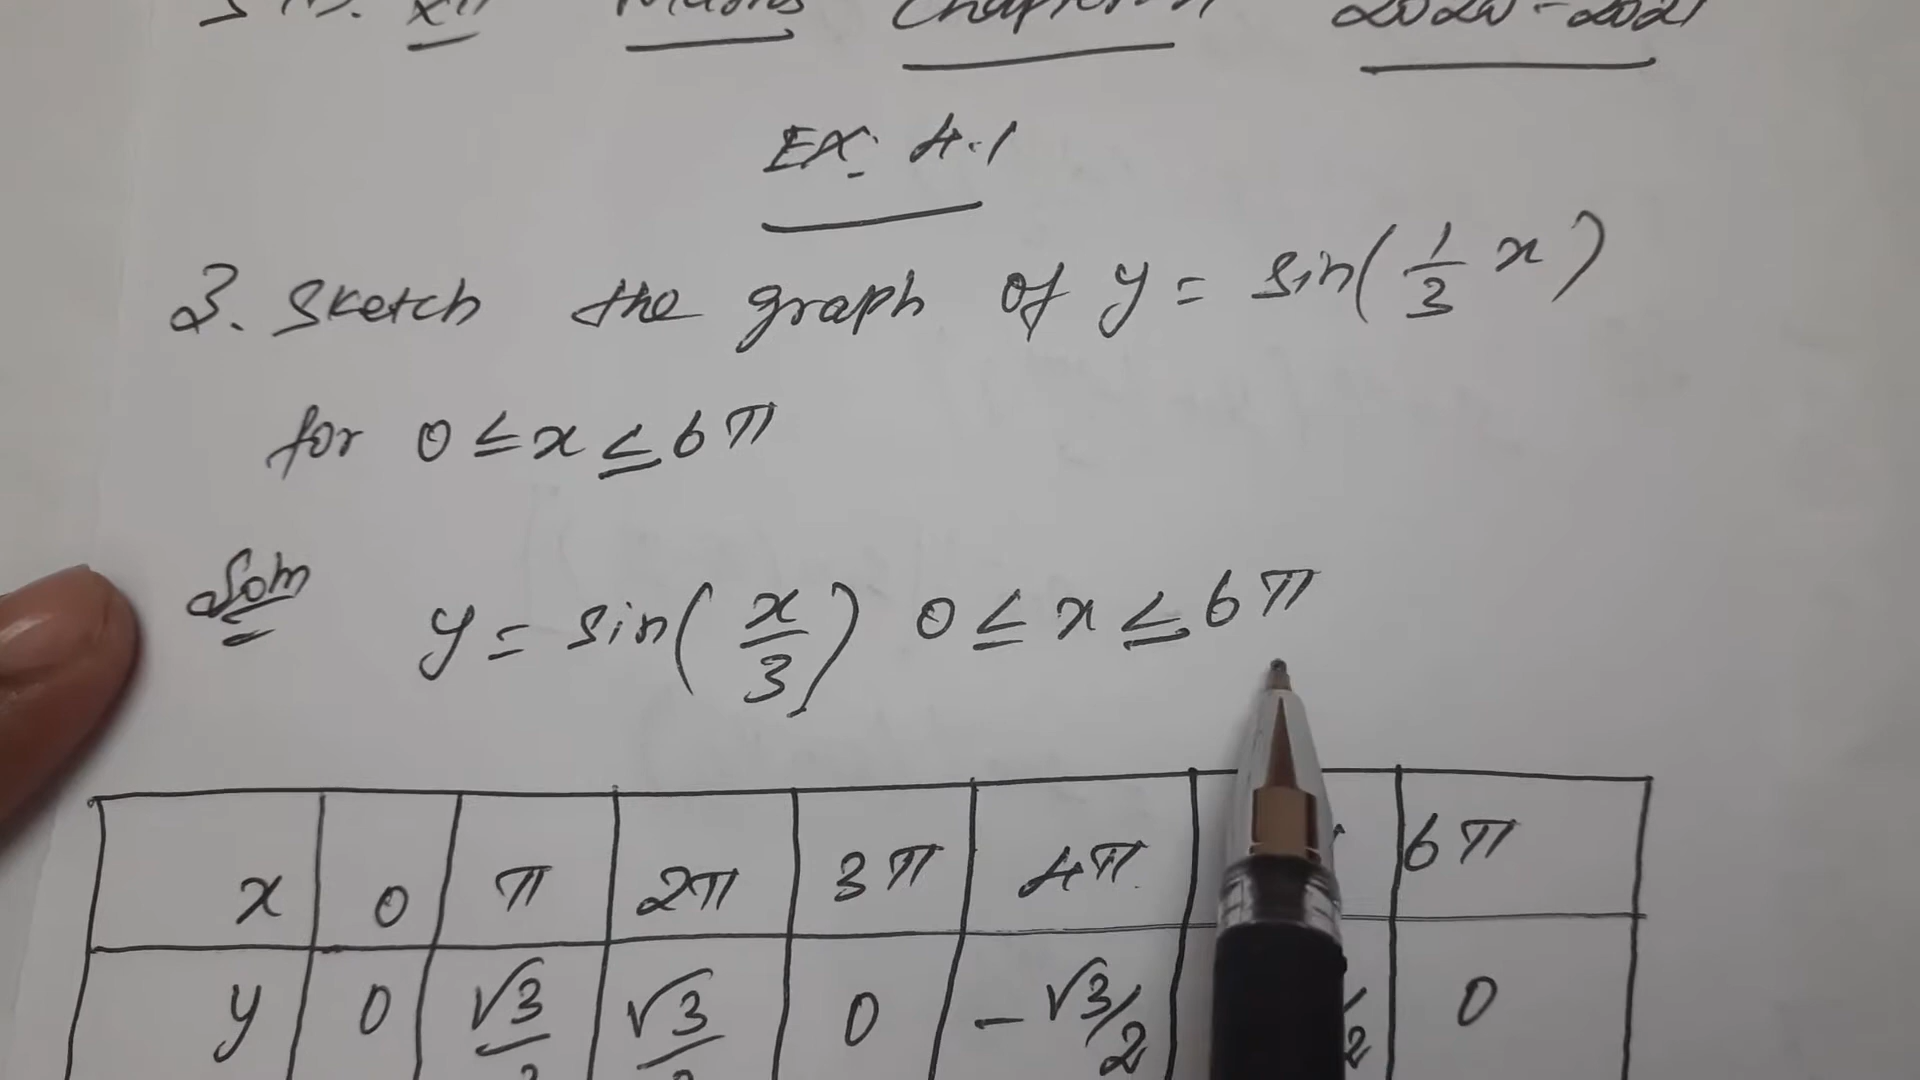 EX: 4.1
3. Sketch the graph of y = sin(1/3 x)
for 0 ≤ x ≤ 6π
Soln
y = sin(x/3) 0 ≤ x ≤ 6π
x 0 π 2π 3π 4π 6π
y 0 √3 √3 0 -√3/2 0